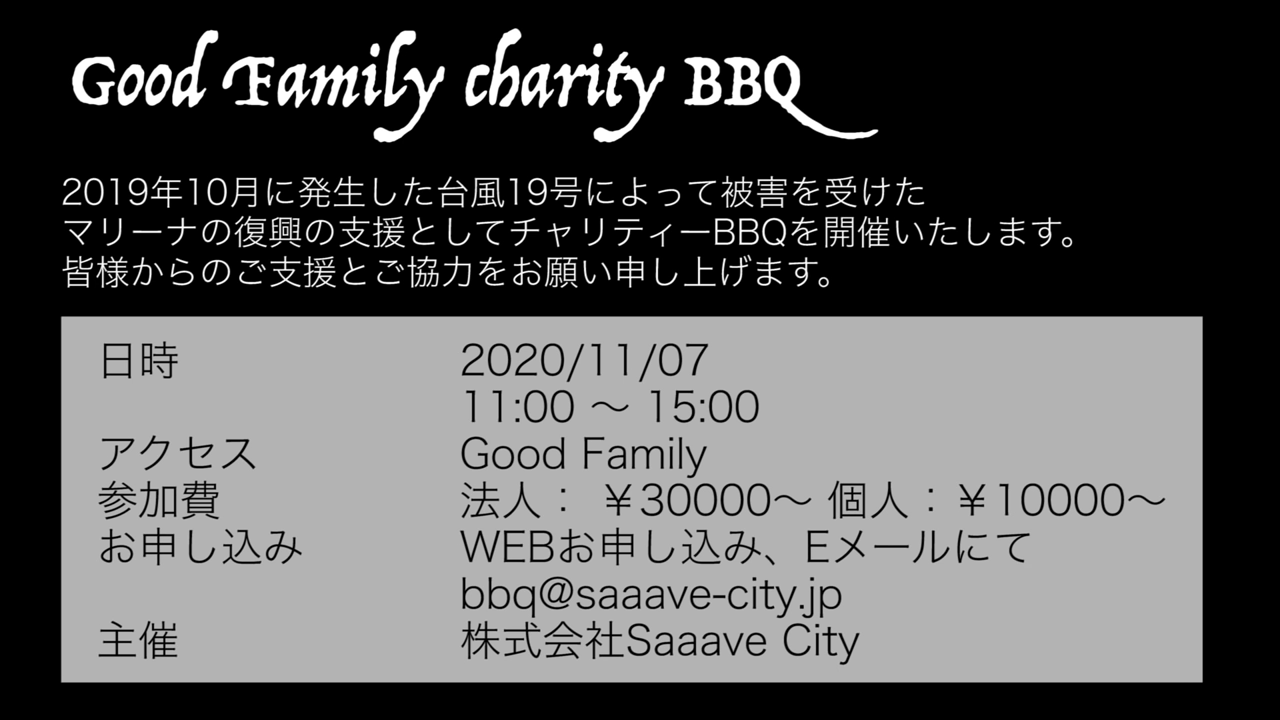 Good Family charity BBQ
2019年10月に発生した台風19号によって被害を受けた
マリーナの復興の支援としてチャリティーBBQを開催いたします。
皆様からのご支援とご協力をお願い申し上げます。
日時 2020/11/07
11:00 ～ 15:00
アクセス Good Family
参加費 法人： ￥30000～ 個人：￥10000～
お申し込み WEBお申し込み、Eメールにて
bbq@saaave-city.jp
主催 株式会社Saaave City